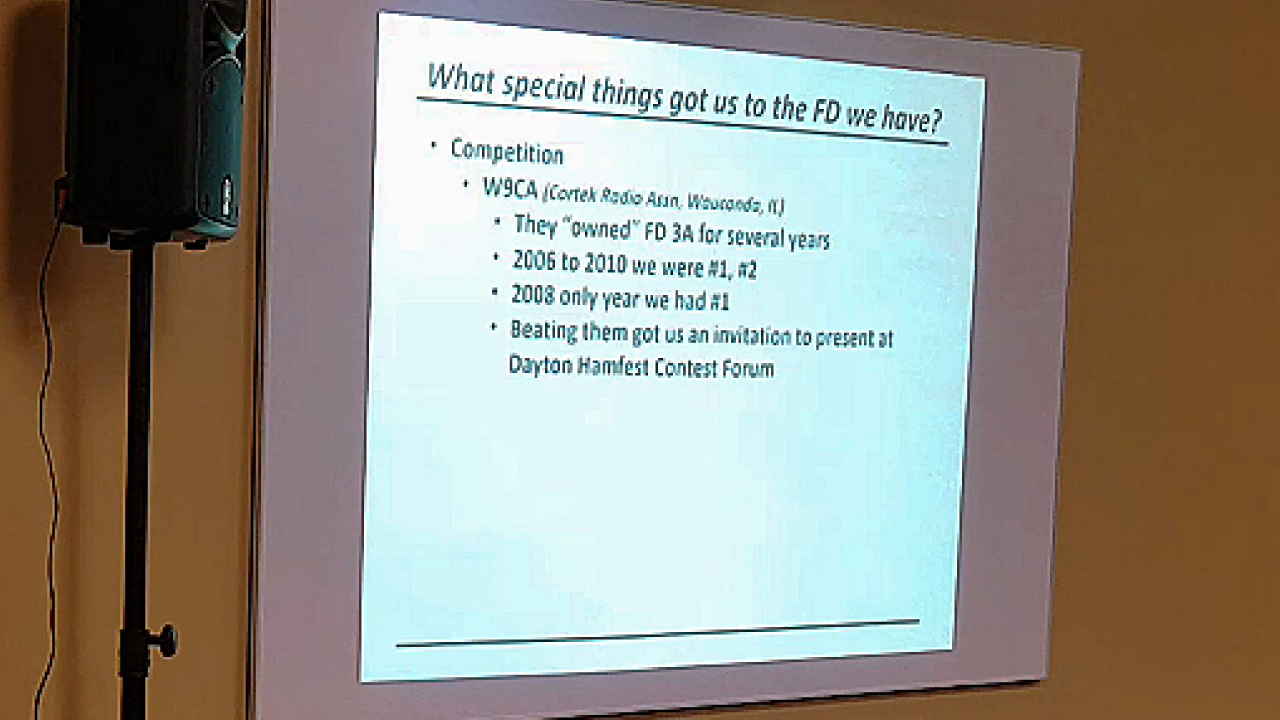 What special things got us to the FD we have?
• Competition
• W9CA (Cortek Radio Assn, Wauconda, IL)
• They "owned" FD 3A for several years
• 2006 to 2010 we were #1, #2
• 2008 only year we had #1
• Beating them got us an invitation to present at
Dayton Hamfest Contest Forum